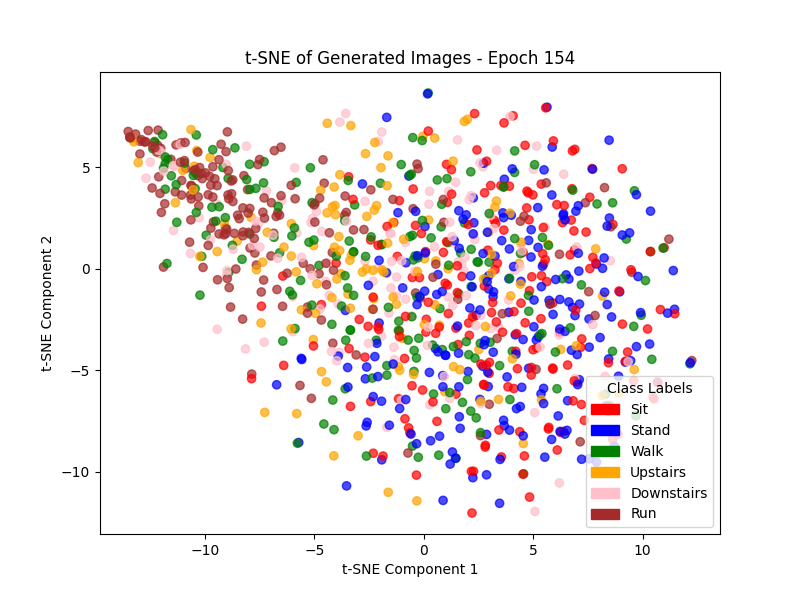 t-SNE of Generated Images - Epoch 154
t-SNE Component 2
5
0
−5
−10
Class Labels
Sit
Stand
Walk
Upstairs
Downstairs
Run
−10
−5
0
5
10
t-SNE Component 1